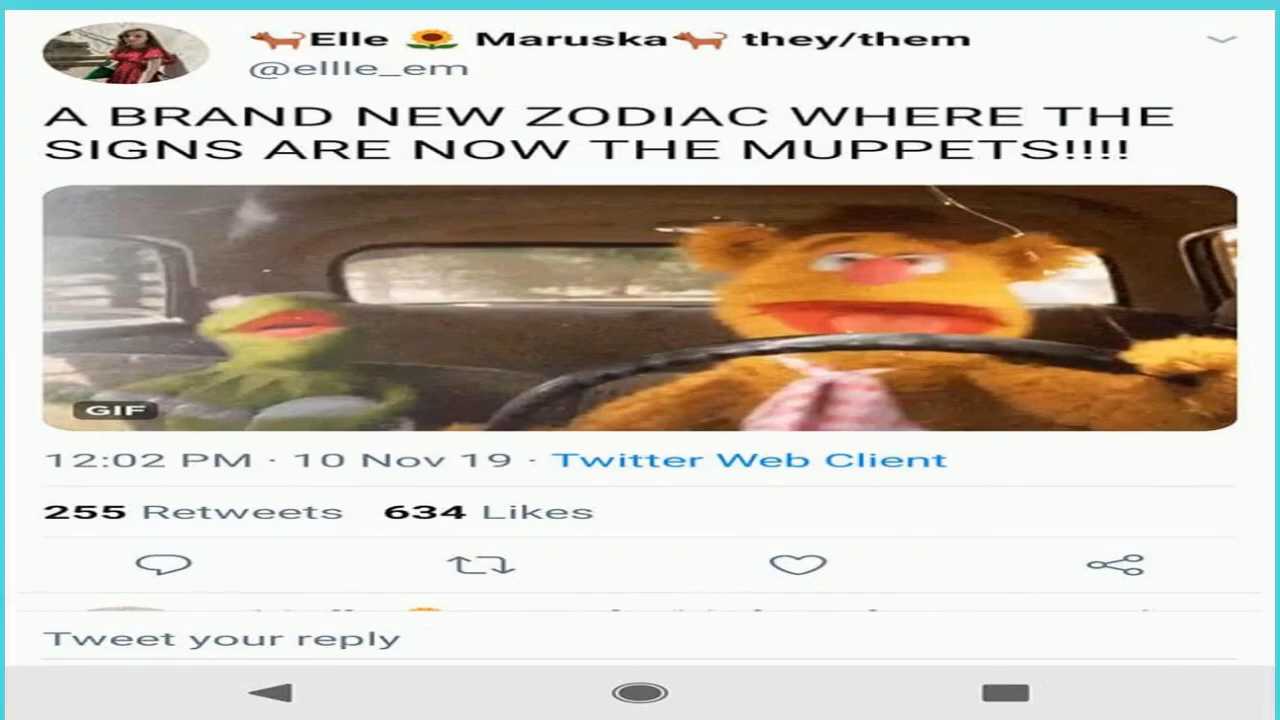 Elle Maruska they/them
@ellle_em
A BRAND NEW ZODIAC WHERE THE
SIGNS ARE NOW THE MUPPETS!!!!
GIF
12:02 PM · 10 Nov 19 · Twitter Web Client
255 Retweets 634 Likes
Tweet your reply